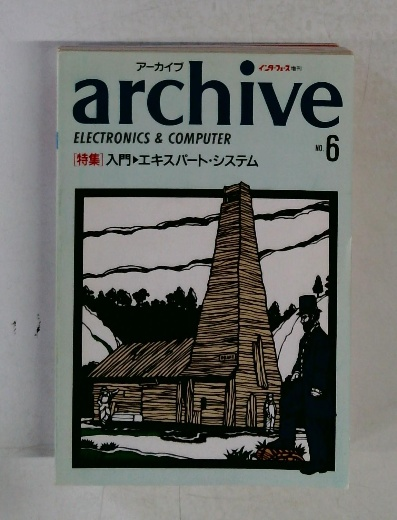 アーカイブ
インターフェース増刊
archive
ELECTRONICS & COMPUTER
NO. 6
[特集]入門▶エキスパート・システム